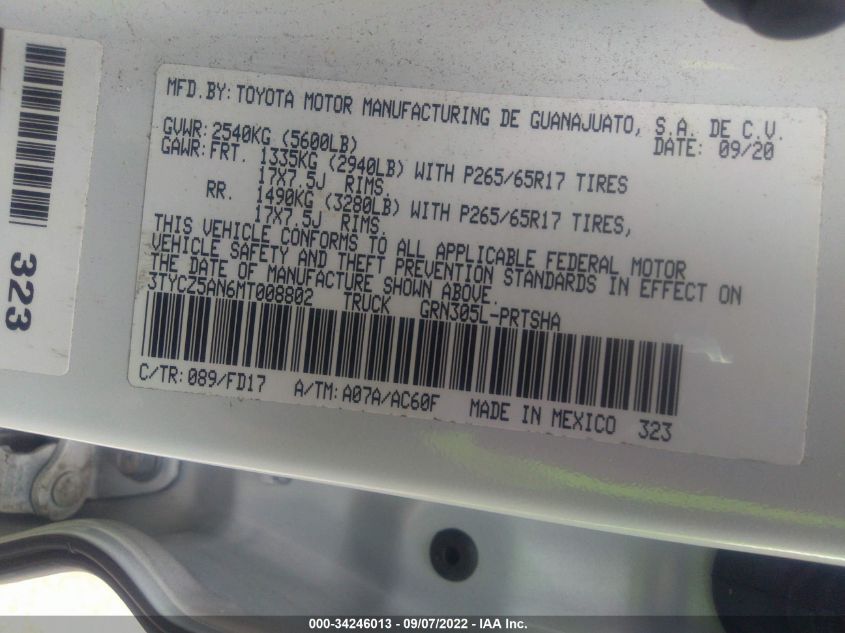 MFD.BY:TOYOTA MOTOR MANUFACTURING DE GUANAJUATO, S.A. DE C.V.
GVWR:2540KG (5600LB) DATE: 09/20
GAWR:FRT. 1335KG (2940LB) WITH P265/65R17 TIRES
17X7.5J RIMS.
RR. 1490KG (3280LB) WITH P265/65R17 TIRES,
17X7.5J RIMS.
THIS VEHICLE CONFORMS TO ALL APPLICABLE FEDERAL MOTOR
VEHICLE SAFETY AND THEFT PREVENTION STANDARDS IN EFFECT ON
THE DATE OF MANUFACTURE SHOWN ABOVE.
3TYCZ5AN6MT008802 TRUCK GRN305L-PRTSHA
C/TR:089/FD17 A/TM:A07A/AC60F MADE IN MEXICO 323
323
000-34246013 - 09/07/2022 - IAA Inc.